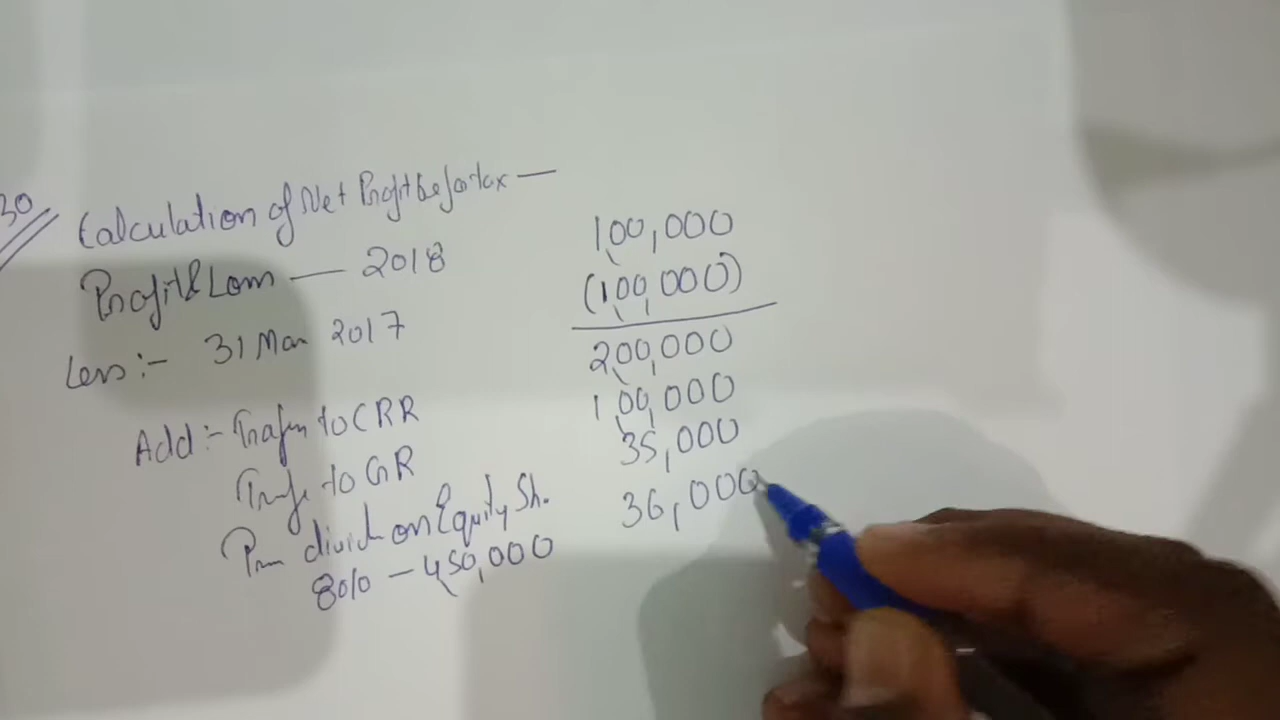 30
Calculation of Net Profit before tax — 100,000
Profit & Loss — 2018 (100,000)
Less:- 31 Mar 2017 200,000
Add:- Transfer to CRR 100,000
Transfer to GR 35,000
on Equity Sh. 36,000
8% — 450,000